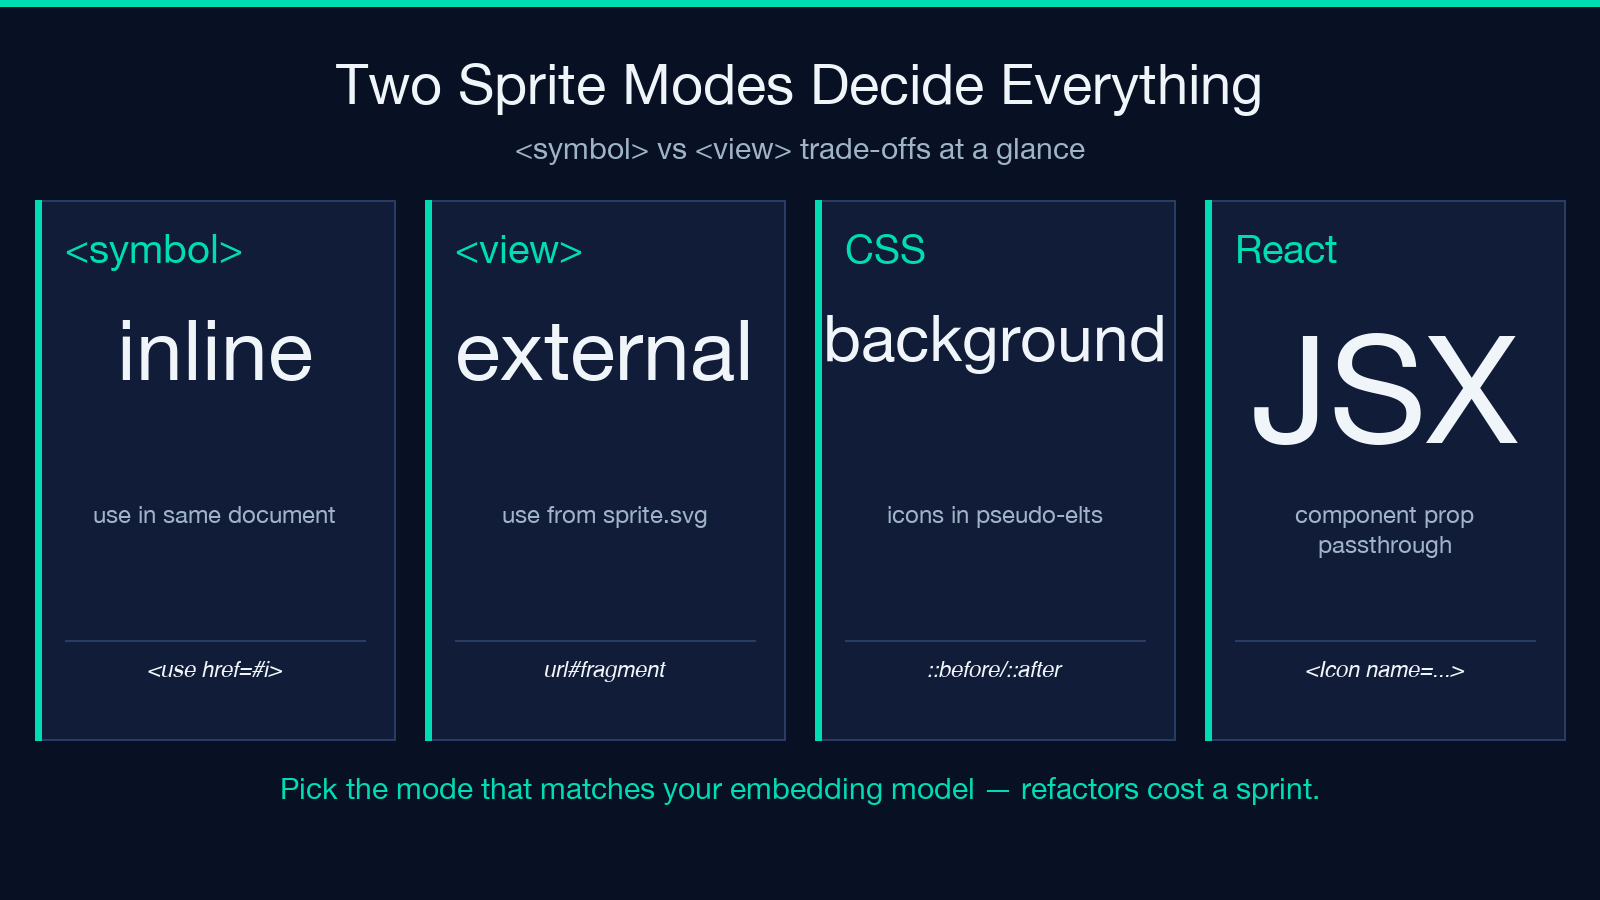 Two Sprite Modes Decide Everything
<symbol> vs <view> trade-offs at a glance
<symbol>
inline
use in same document
<use href=#i>
<view>
external
use from sprite.svg
url#fragment
CSS
background
icons in pseudo-elts
::before/::after
React
JSX
component prop
passthrough
<Icon name=...>
Pick the mode that matches your embedding model — refactors cost a sprint.